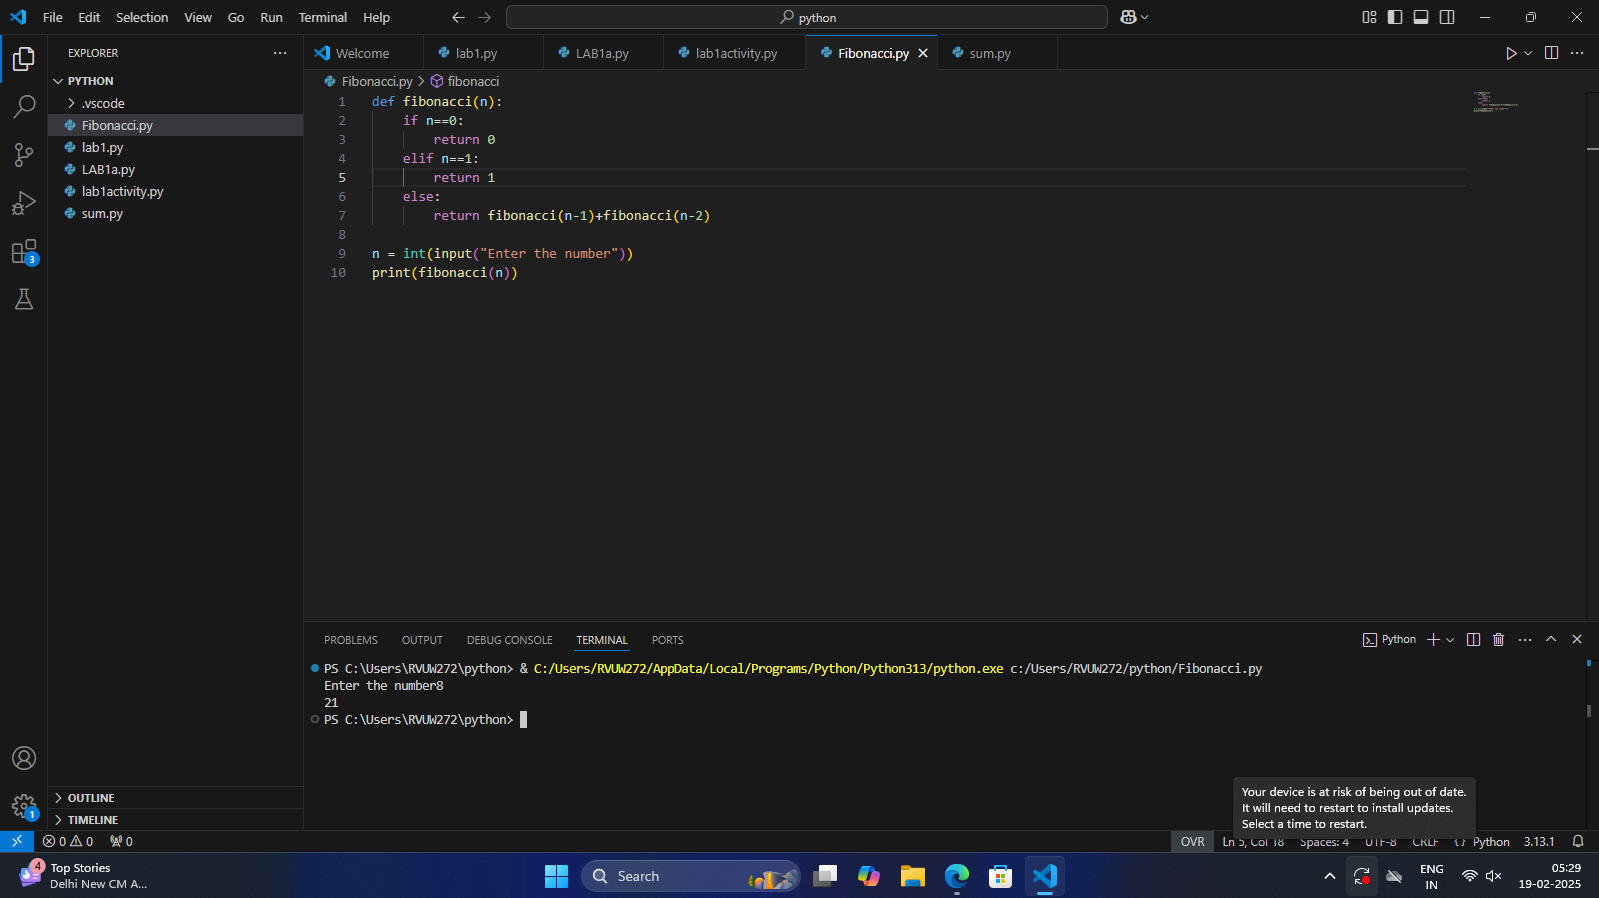 File Edit Selection View Go Run Terminal Help
python
EXPLORER
PYTHON
.vscode
Fibonacci.py
lab1.py
LAB1a.py
lab1activity.py
sum.py
3
1
OUTLINE
TIMELINE
Welcome lab1.py LAB1a.py lab1activity.py Fibonacci.py sum.py
Fibonacci.py > fibonacci
1 def fibonacci(n):
2 if n==0:
3 return 0
4 elif n==1:
5 return 1
6 else:
7 return fibonacci(n-1)+fibonacci(n-2)
8
9 n = int(input("Enter the number"))
10 print(fibonacci(n))
PROBLEMS OUTPUT DEBUG CONSOLE TERMINAL PORTS
Python
PS C:\Users\RVUW272\python> & C:/Users/RVUW272/AppData/Local/Programs/Python/Python313/python.exe c:/Users/RVUW272/python/Fibonacci.py
Enter the number8
21
PS C:\Users\RVUW272\python>
Your device is at risk of being out of date.
It will need to restart to install updates.
Select a time to restart.
0 0 0
OVR Ln 5, Col 18 Spaces: 4 UTF-8 CRLF {} Python 3.13.1
4 Top Stories
Delhi New CM A...
Search
ENG
IN
05:29
19-02-2025